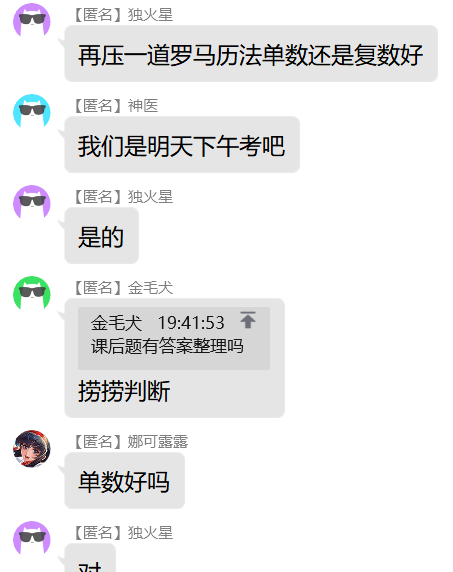 【匿名】独火星
再压一道罗马历法单数还是复数好
【匿名】神医
我们是明天下午考吧
【匿名】独火星
是的
【匿名】金毛犬
金毛犬 19:41:53
课后题有答案整理吗
捞捞判断
【匿名】娜可露露
单数好吗
【匿名】独火星
对